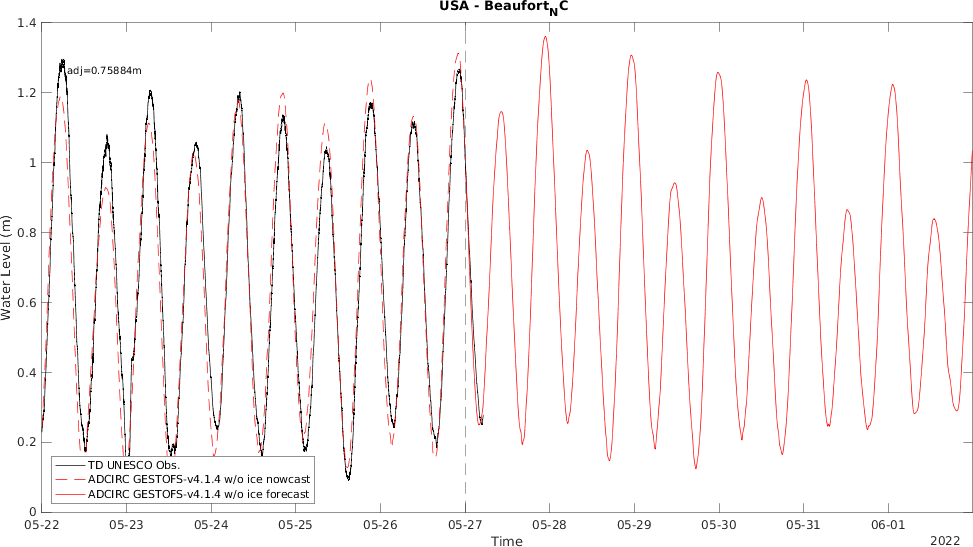 USA - Beaufort_NC
adj=0.75884m
1.4
1.2
1
0.8
0.6
0.4
0.2
0
Water Level (m)
TD UNESCO Obs.
ADCIRC GESTOFS-v4.1.4 w/o ice nowcast
ADCIRC GESTOFS-v4.1.4 w/o ice forecast
05-22 05-23 05-24 05-25 05-26 05-27 05-28 05-29 05-30 05-31 06-01
Time
2022